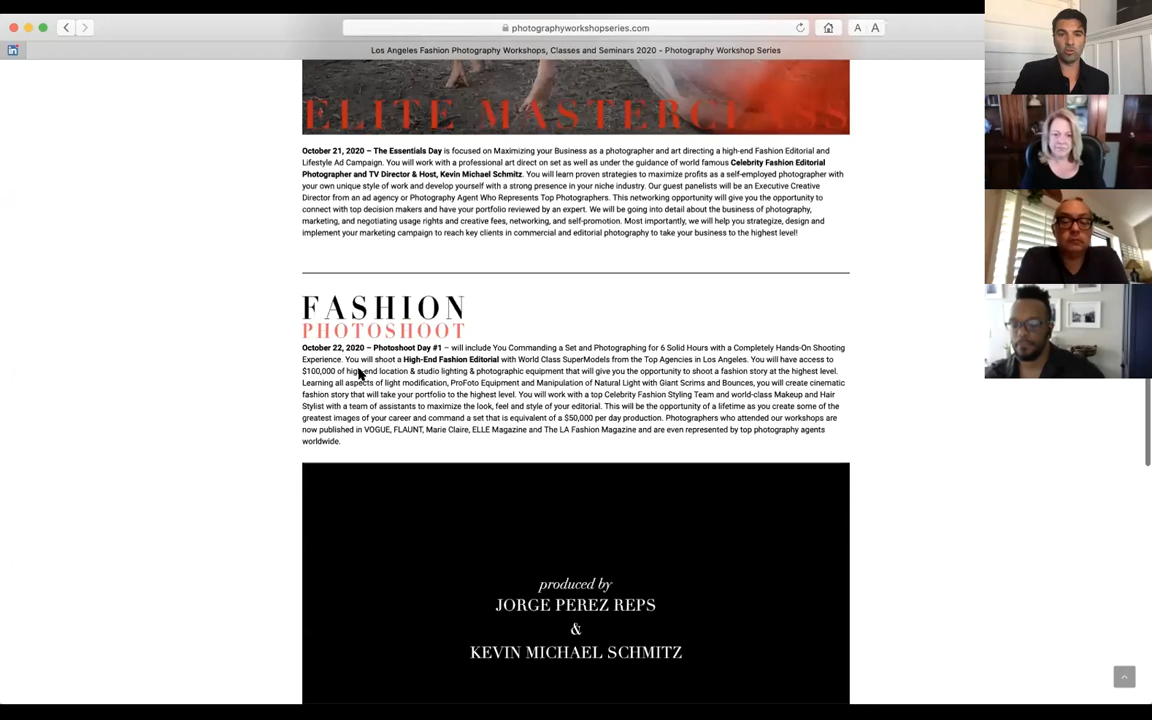 photographyworkshopseries.com
A A
Los Angeles Fashion Photography Workshops, Classes and Seminars 2020 - Photography Workshop Series
ELITE MASTERCLASS
October 21, 2020 – The Essentials Day is focused on Maximizing your Business as a photographer and art directing a high-end Fashion Editorial and
Lifestyle Ad Campaign. You will work with a professional art direct on set as well as under the guidance of world famous Celebrity Fashion Editorial
Photographer and TV Director & Host, Kevin Michael Schmitz. You will learn proven strategies to maximize profits as a self-employed photographer with
your own unique style of work and develop yourself with a strong presence in your niche industry. Our guest panelists will be an Executive Creative
Director from an ad agency or Photography Agent Who Represents Top Photographers. This networking opportunity will give you the opportunity to
connect with top decision makers and have your portfolio reviewed by an expert. We will be going into detail about the business of photography,
marketing, and negotiating usage rights and creative fees, networking, and self-promotion. Most importantly, we will help you strategize, design and
implement your marketing campaign to reach key clients in commercial and editorial photography to take your business to the highest level!
FASHION
PHOTOSHOOT
October 22, 2020 – Photoshoot Day #1 – will include You Commanding a Set and Photographing for 6 Solid Hours with a Completely Hands-On Shooting
Experience. You will shoot a High-End Fashion Editorial with World Class SuperModels from the Top Agencies in Los Angeles. You will have access to
$100,000 of high-end location & studio lighting & photographic equipment that will give you the opportunity to shoot a fashion story at the highest level.
Learning all aspects of light modification, ProFoto Equipment and Manipulation of Natural Light with Giant Scrims and Bounces, you will create cinematic
fashion story that will take your portfolio to the highest level. You will work with a top Celebrity Fashion Styling Team and world-class Makeup and Hair
Stylist with a team of assistants to maximize the look, feel and style of your editorial. This will be the opportunity of a lifetime as you create some of the
greatest images of your career and command a set that is equivalent of a $50,000 per day production. Photographers who attended our workshops are
now published in VOGUE, FLAUNT, Marie Claire, ELLE Magazine and The LA Fashion Magazine and are even represented by top photography agents
worldwide.
produced by
JORGE PEREZ REPS
&
KEVIN MICHAEL SCHMITZ